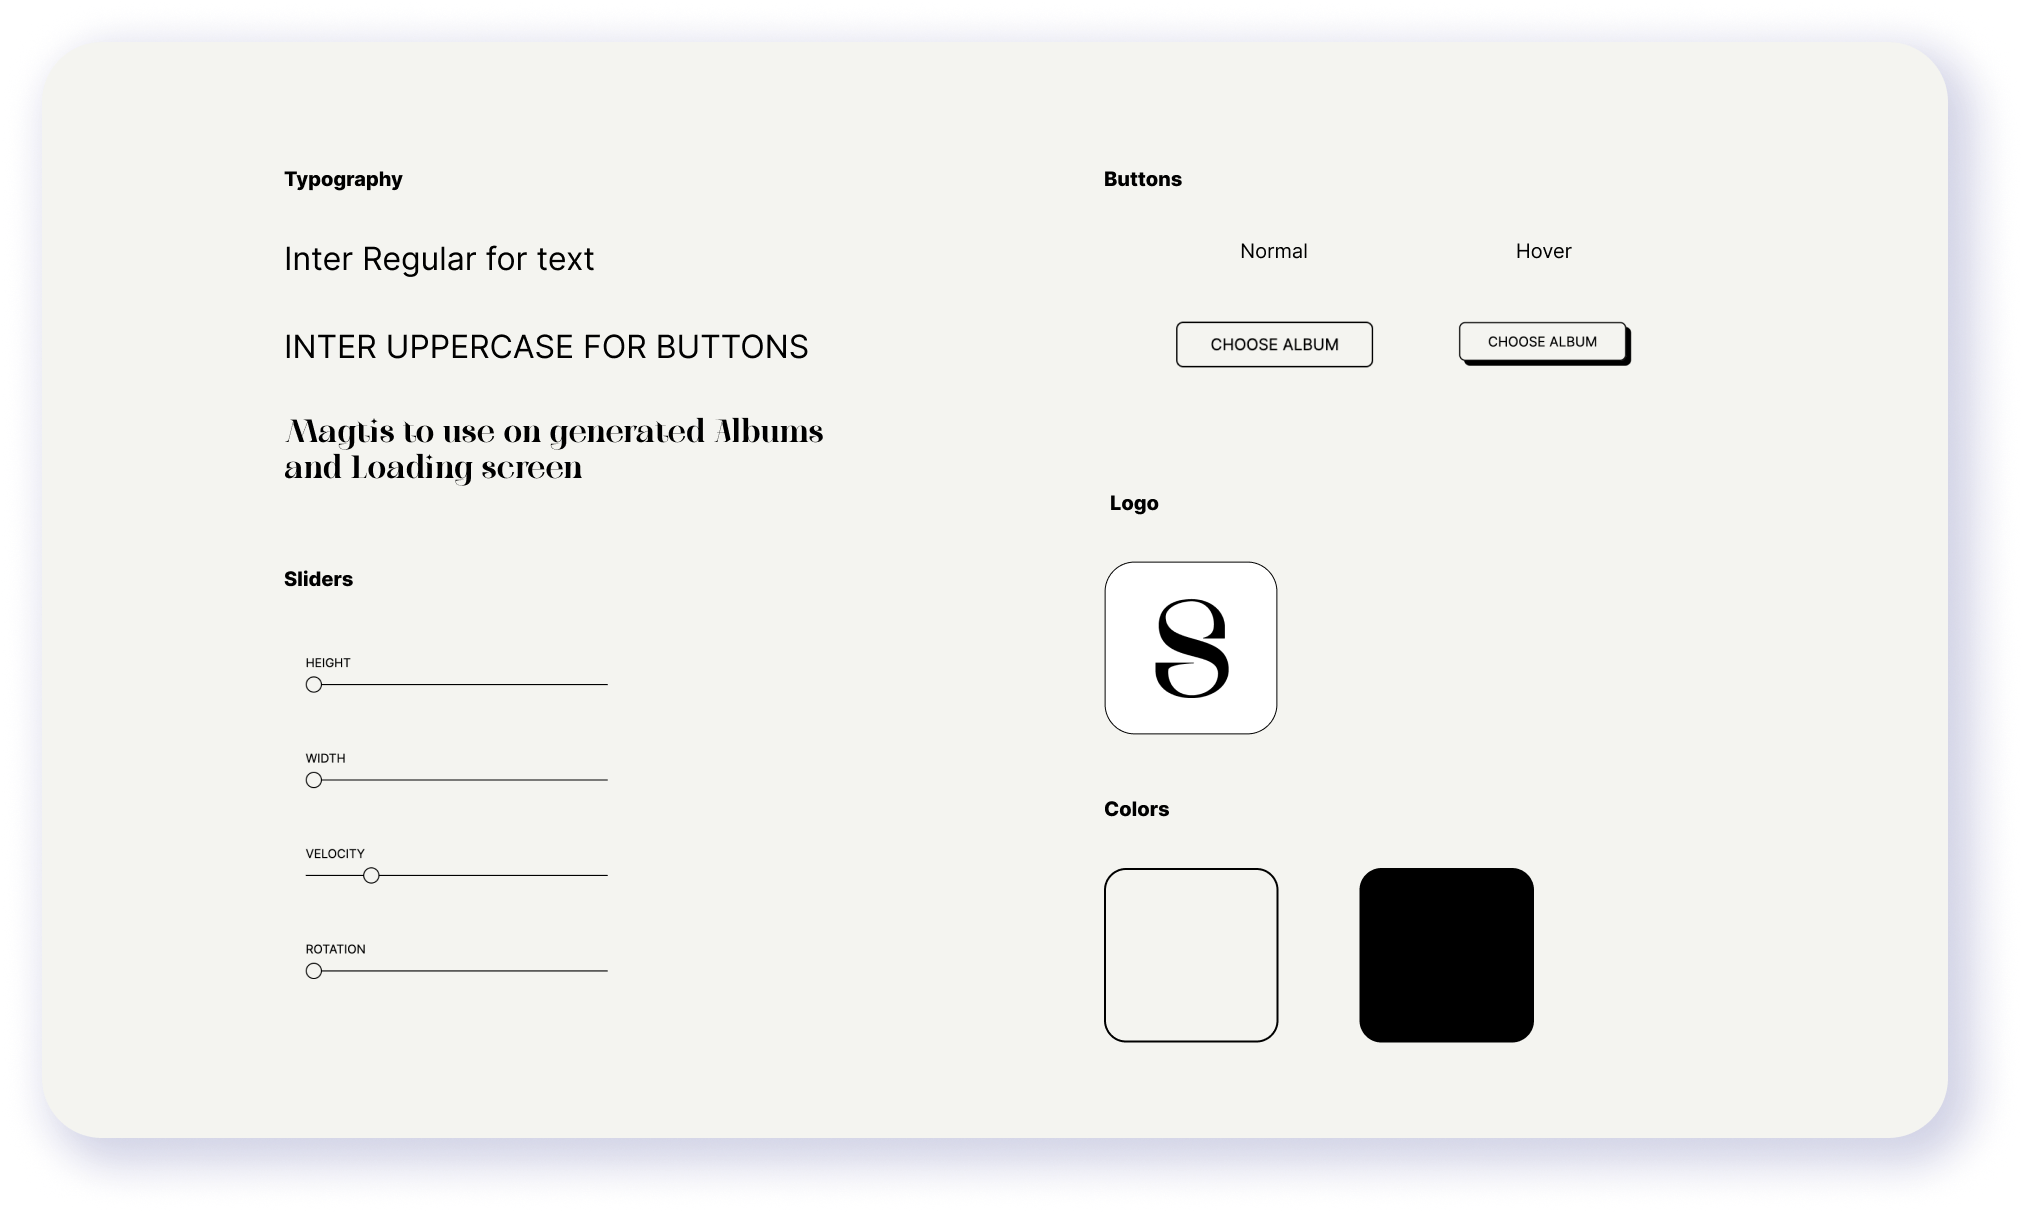 Typography
Inter Regular for text
INTER UPPERCASE FOR BUTTONS
Magtis to use on generated Albums
and Loading screen
Sliders
HEIGHT
WIDTH
VELOCITY
ROTATION
Buttons
Normal
Hover
CHOOSE ALBUM
CHOOSE ALBUM
Logo
S
Colors